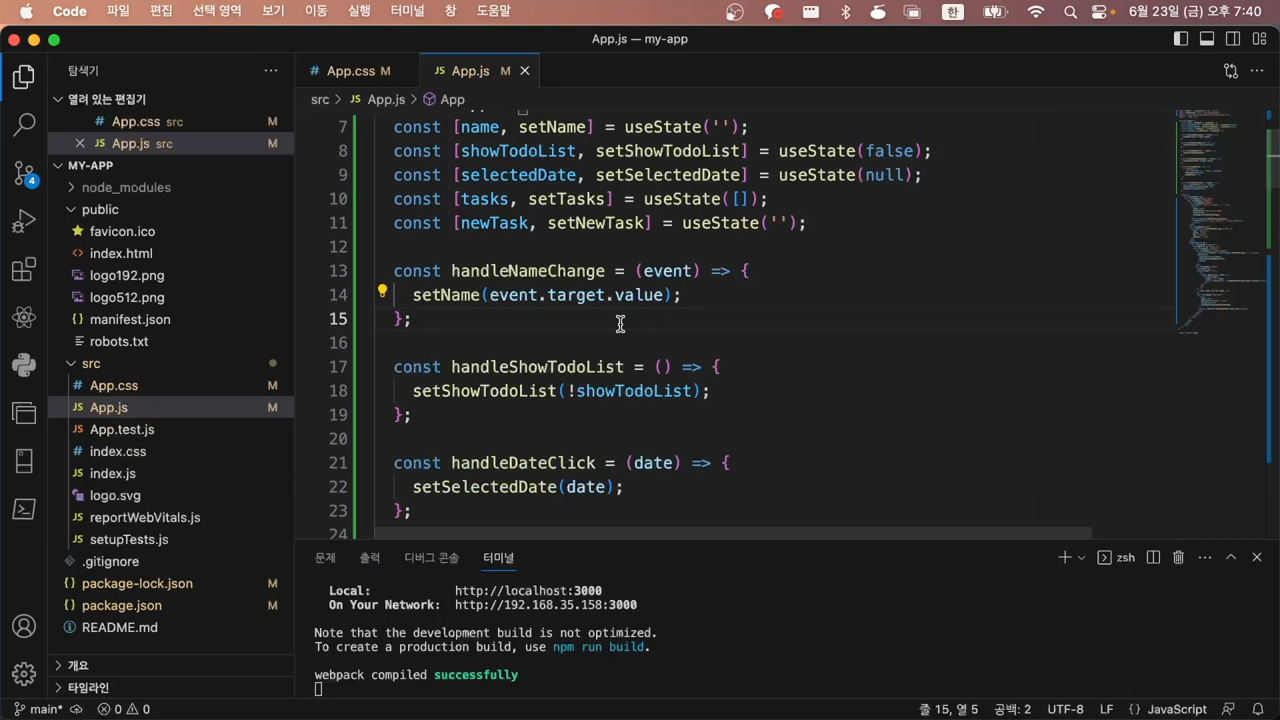 Code 파일 편집 선택 영역 보기 이동 실행 터미널 창 도움말 한 6월 23일 (금) 오후 7:40
App.js — my-app
탐색기
열려 있는 편집기
# App.css src M
JS App.js src M
MY-APP
node_modules
public
favicon.ico
<> index.html
logo192.png
logo512.png
{} manifest.json
robots.txt
src
# App.css M
JS App.js M
JS App.test.js
# index.css
JS index.js
logo.svg
JS reportWebVitals.js
JS setupTests.js
.gitignore
{} package-lock.json M
{} package.json M
README.md
개요
타임라인
4
# App.css M
JS App.js M
src > JS App.js > App
7 const [name, setName] = useState('');
8 const [showTodoList, setShowTodoList] = useState(false);
9 const [selectedDate, setSelectedDate] = useState(null);
10 const [tasks, setTasks] = useState([]);
11 const [newTask, setNewTask] = useState('');
12
13 const handleNameChange = (event) => {
14 setName(event.target.value);
15 };
16
17 const handleShowTodoList = () => {
18 setShowTodoList(!showTodoList);
19 };
20
21 const handleDateClick = (date) => {
22 setSelectedDate(date);
23 };
24
문제 출력 디버그 콘솔 터미널 zsh
Local: http://localhost:3000
On Your Network: http://192.168.35.158:3000
Note that the development build is not optimized.
To create a production build, use npm run build.
webpack compiled successfully
main* 0 0 줄 15, 열 5 공백: 2 UTF-8 LF {} JavaScript